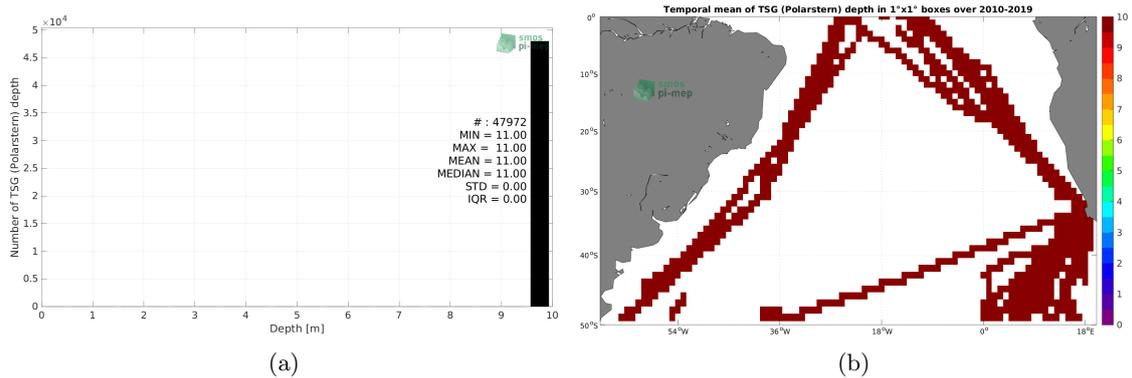 ×10⁴
5
4.5
4
3.5
3
2.5
2
1.5
1
0.5
0
Number of TSG (Polarstern) depth
smos
pi-mep
# : 47972
MIN = 11.00
MAX = 11.00
MEAN = 11.00
MEDIAN = 11.00
STD = 0.00
IQR = 0.00
0 1 2 3 4 5 6 7 8 9 10
Depth [m]
(a)
Temporal mean of TSG (Polarstern) depth in 1°x1° boxes over 2010-2019
0°
10°S
20°S
30°S
40°S
50°S
smos
pi-mep
54°W 36°W 18°W 0° 18°E
10
9
8
7
6
5
4
3
2
1
0
(b)